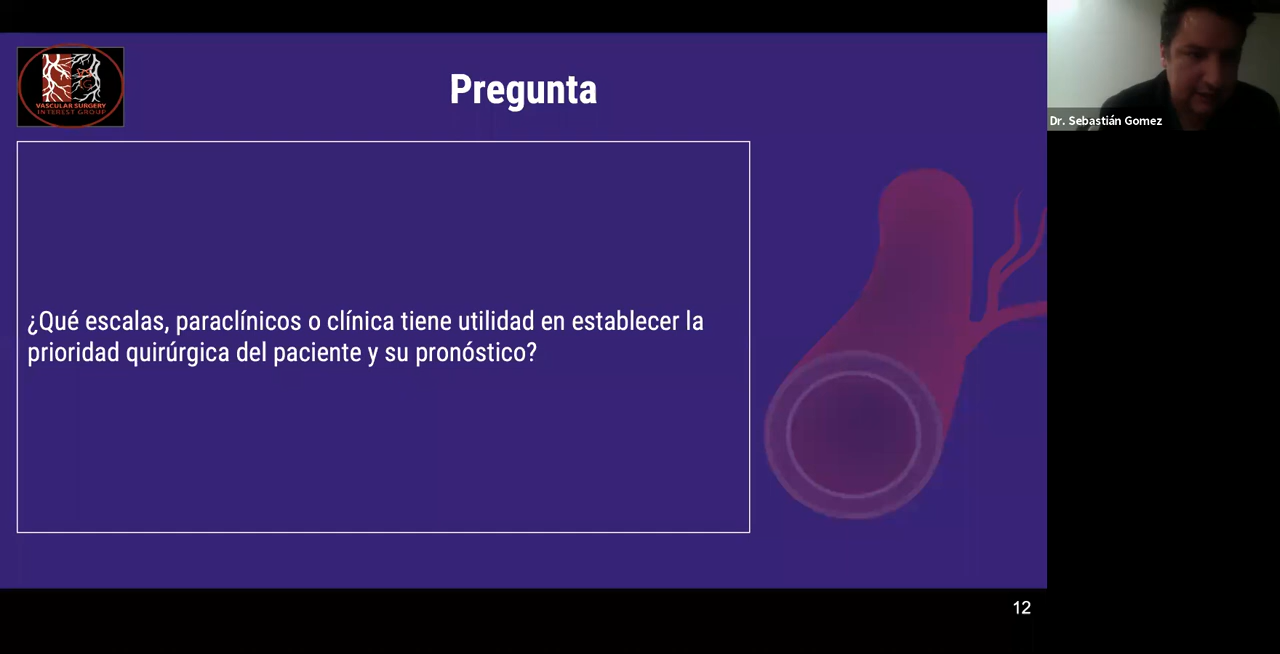 Pregunta
VASCULAR SURGERY
INTEREST GROUP
¿Qué escalas, paraclínicos o clínica tiene utilidad en establecer la
prioridad quirúrgica del paciente y su pronóstico?
Dr. Sebastián Gomez
12